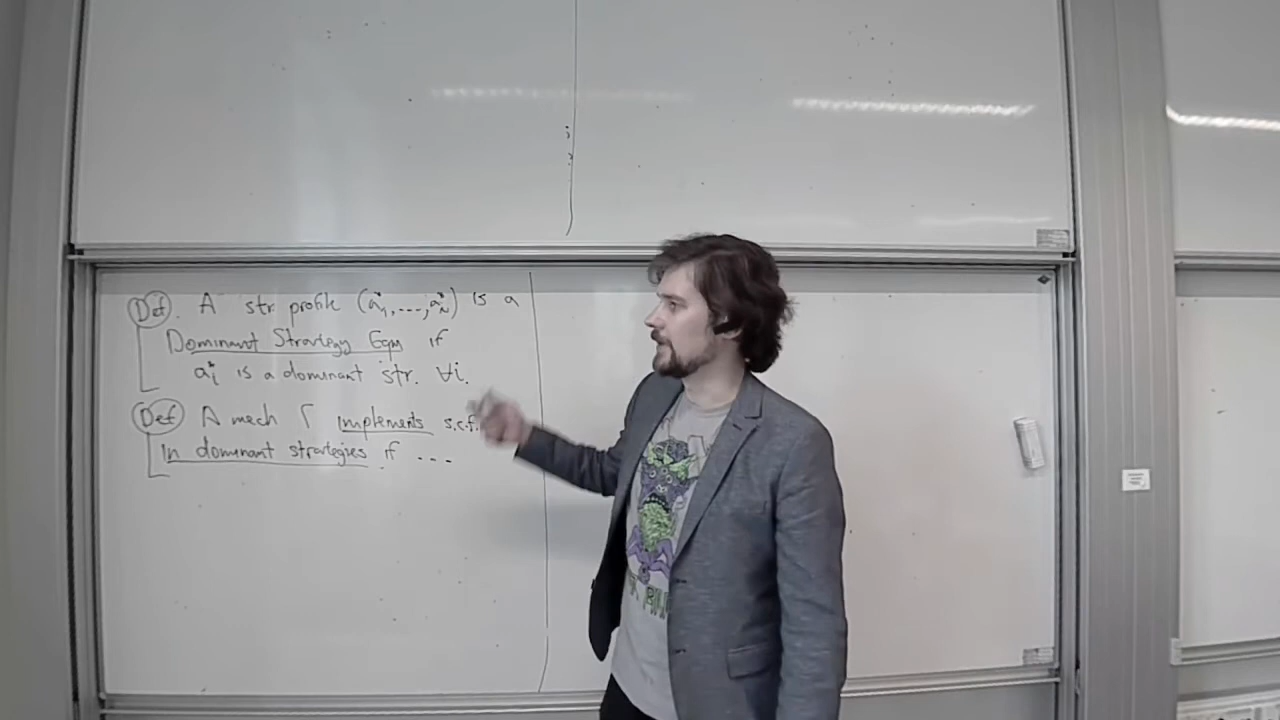 Def. A str. profile (a₁*, ..., a_N*) is a
Dominant Strategy Eqm if
aᵢ* is a dominant str. ∀i.
Def A mech Γ implements s.c.f.
in dominant strategies if ...